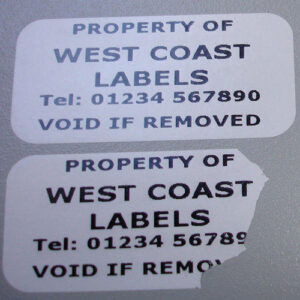 PROPERTY OF
WEST COAST
LABELS
Tel: 01234 567890
VOID IF REMOVED
PROPERTY OF
WEST COAST
LABELS
Tel: 01234 56789
VOID IF REMOV